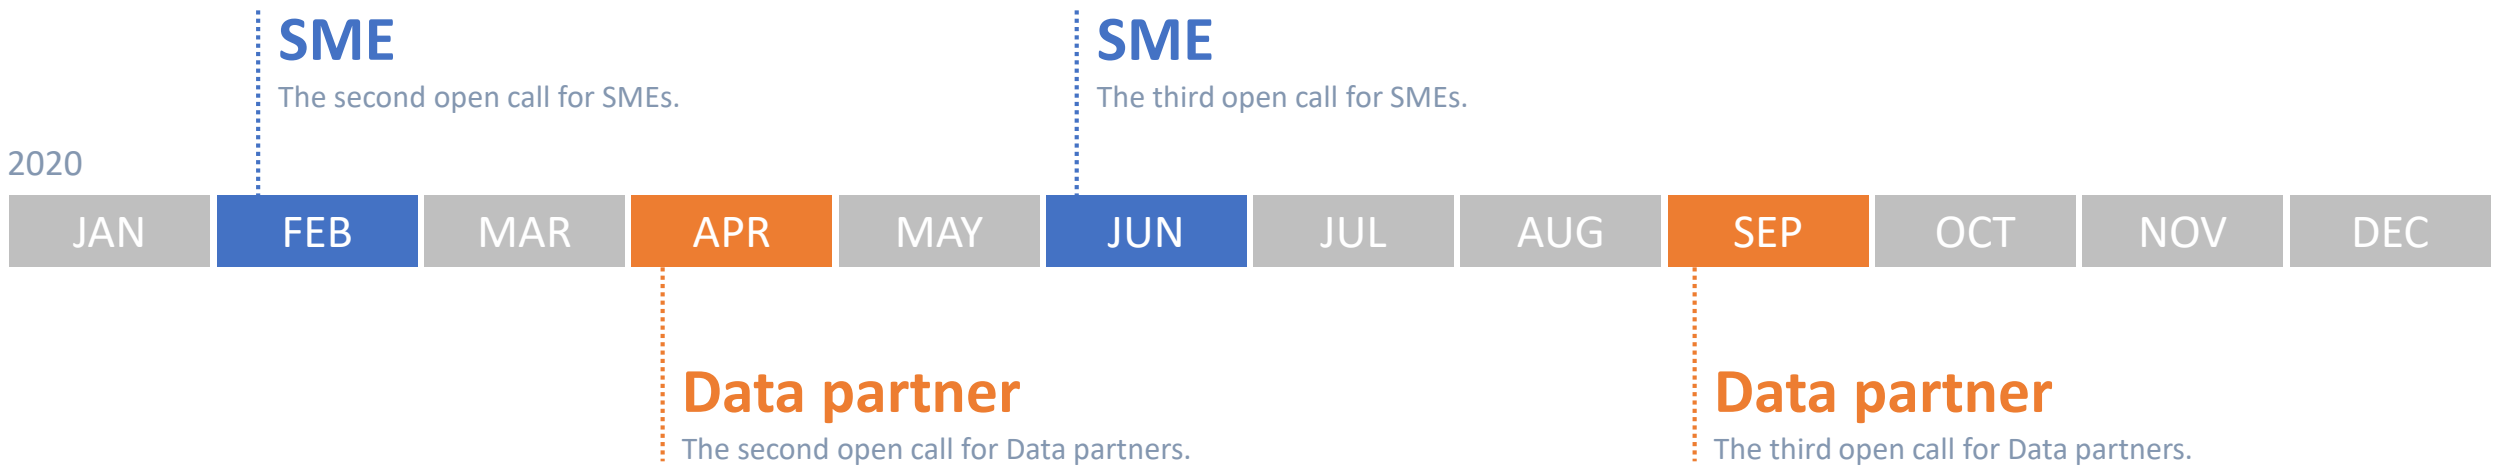 SME
The second open call for SMEs.
SME
The third open call for SMEs.
2020
JAN FEB MAR APR MAY JUN JUL AUG SEP OCT NOV DEC
Data partner
The second open call for Data partners.
Data partner
The third open call for Data partners.